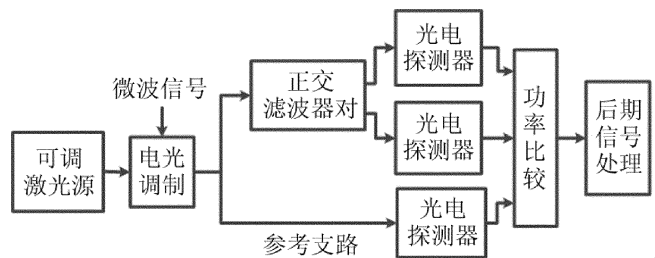 可调
激光源
微波信号
电光
调制
正交
滤波器对
光电
探测器
光电
探测器
参考支路
光电
探测器
功
率
比
较
后期
信号
处理